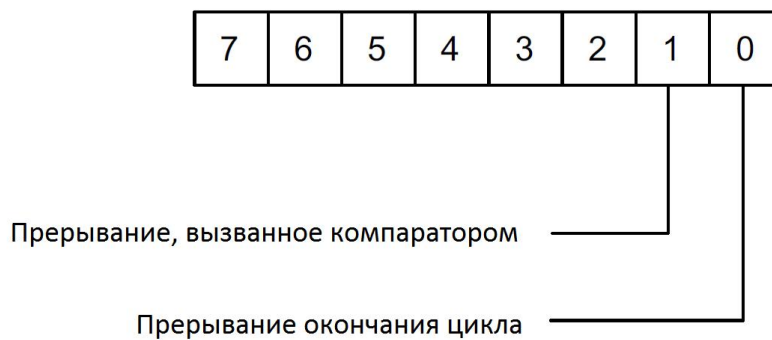 7 6 5 4 3 2 1 0
Прерывание, вызванное компаратором
Прерывание окончания цикла